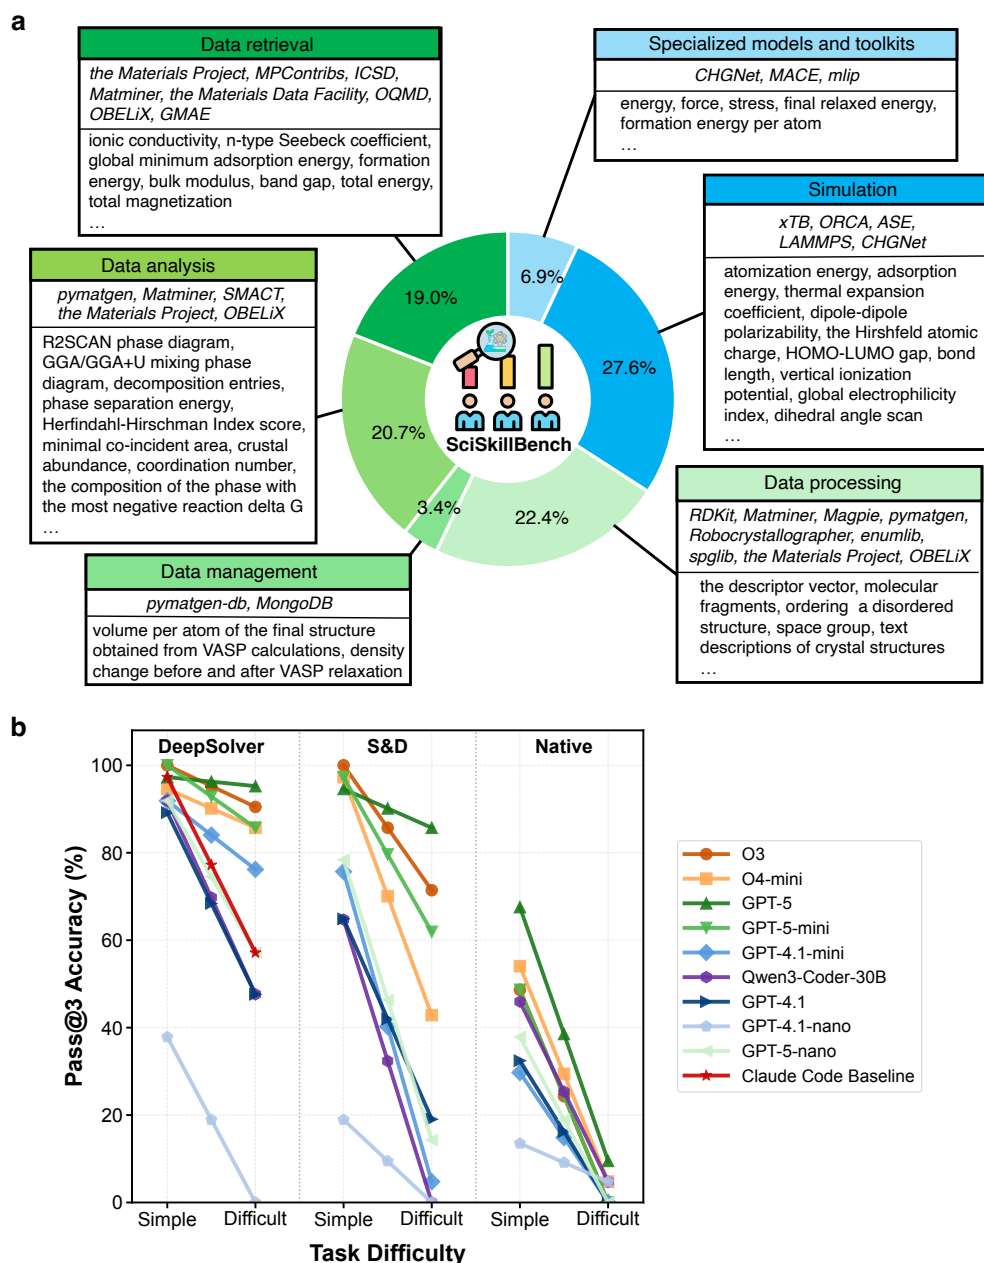 a
Data retrieval
the Materials Project, MPContribs, ICSD,
Matminer, the Materials Data Facility, OQMD,
OBELiX, GMAE
ionic conductivity, n-type Seebeck coefficient,
global minimum adsorption energy, formation
energy, bulk modulus, band gap, total energy,
total magnetization
...
Specialized models and toolkits
CHGNet, MACE, mlip
energy, force, stress, final relaxed energy,
formation energy per atom
...
Simulation
xTB, ORCA, ASE,
LAMMPS, CHGNet
atomization energy, adsorption
energy, thermal expansion
coefficient, dipole-dipole
polarizability, the Hirshfeld atomic
charge, HOMO-LUMO gap, bond
length, vertical ionization
potential, global electrophilicity
index, dihedral angle scan
...
Data analysis
pymatgen, Matminer, SMACT,
the Materials Project, OBELiX
R2SCAN phase diagram,
GGA/GGA+U mixing phase
diagram, decomposition entries,
phase separation energy,
Herfindahl-Hirschman Index score,
minimal co-incident area, crustal
abundance, coordination number,
the composition of the phase with
the most negative reaction delta G
...
19.0%
6.9%
27.6%
20.7%
3.4%
22.4%
SciSkillBench
Data processing
RDKit, Matminer, Magpie, pymatgen,
Robocrystallographer, enumlib,
spglib, the Materials Project, OBELiX
the descriptor vector, molecular
fragments, ordering a disordered
structure, space group, text
descriptions of crystal structures
...
Data management
pymatgen-db, MongoDB
volume per atom of the final structure
obtained from VASP calculations, density
change before and after VASP relaxation
b
DeepSolver
S&D
Native
Pass@3 Accuracy (%)
100
80
60
40
20
0
Simple
Difficult
Simple
Difficult
Simple
Difficult
Task Difficulty
O3
O4-mini
GPT-5
GPT-5-mini
GPT-4.1-mini
Qwen3-Coder-30B
GPT-4.1
GPT-4.1-nano
GPT-5-nano
Claude Code Baseline